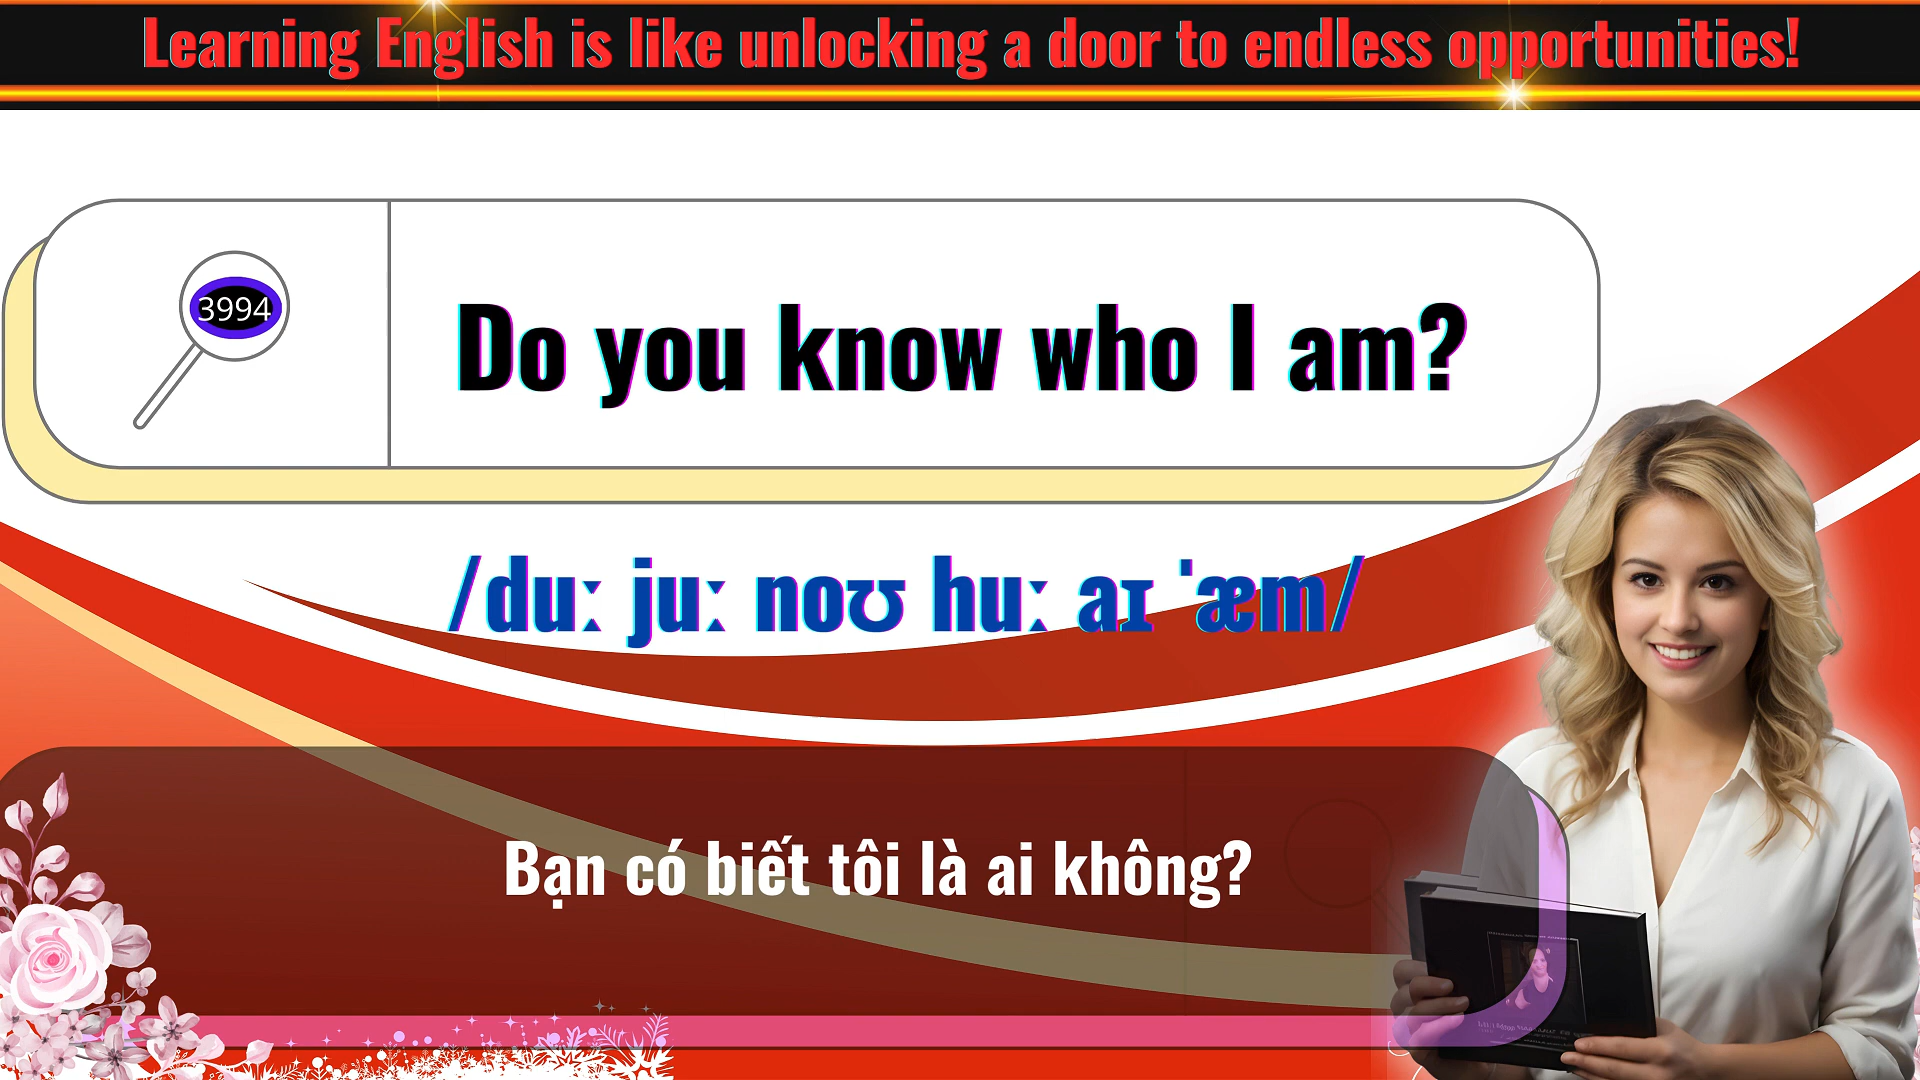 Learning English is like unlocking a door to endless opportunities!
3994
Do you know who I am?
/duː juː noʊ huː aɪ ˈæm/
Bạn có biết tôi là ai không?